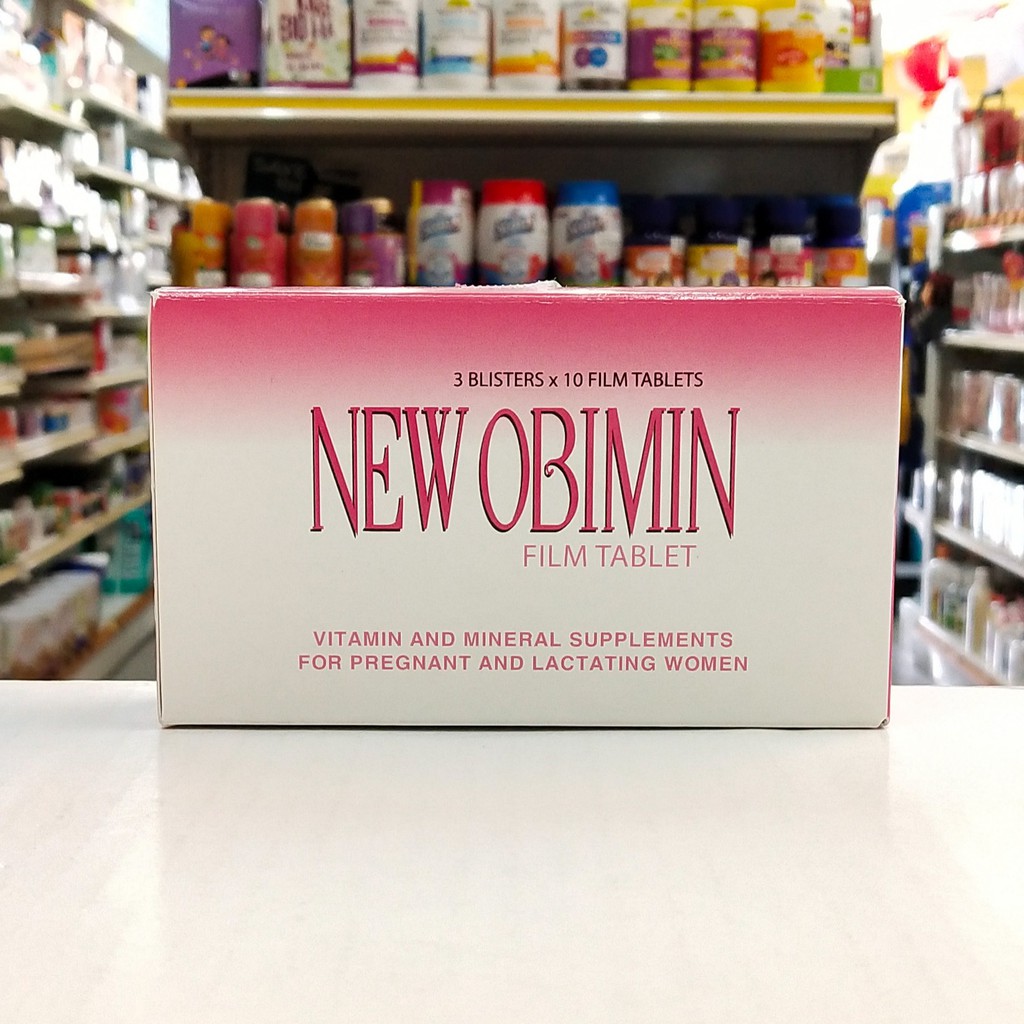 3 BLISTERS x 10 FILM TABLETS
NEW OBIMIN
FILM TABLET
VITAMIN AND MINERAL SUPPLEMENTS
FOR PREGNANT AND LACTATING WOMEN